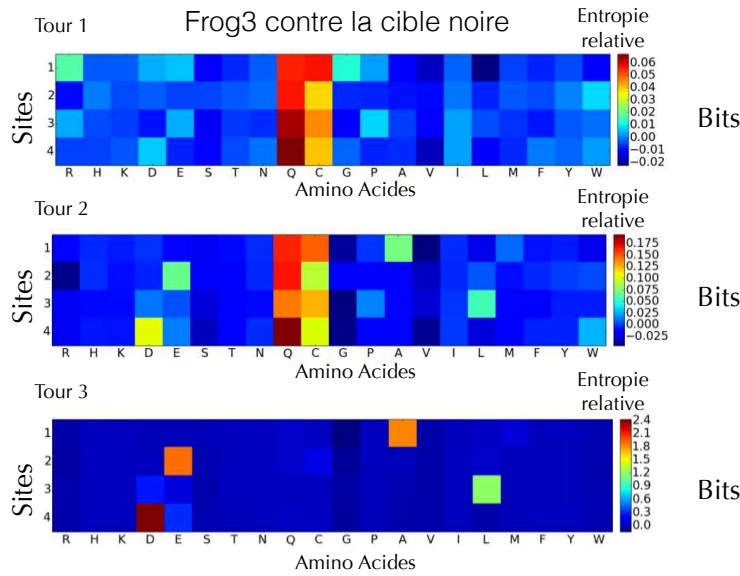 Frog3 contre la cible noire
Tour 1
Entropie
relative
Sites
1
2
3
4
0.06
0.05
0.04
0.03
0.02
0.01
0.00
−0.01
−0.02
Bits
R H K D E S T N Q C G P A V I L M F Y W
Amino Acides
Tour 2
Entropie
relative
Sites
1
2
3
4
0.175
0.150
0.125
0.100
0.075
0.050
0.025
0.000
−0.025
Bits
R H K D E S T N Q C G P A V I L M F Y W
Amino Acides
Tour 3
Entropie
relative
Sites
1
2
3
4
2.4
2.1
1.8
1.5
1.2
0.9
0.6
0.3
0.0
Bits
R H K D E S T N Q C G P A V I L M F Y W
Amino Acides